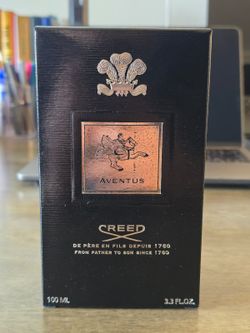 AVENTUS
CREED
DE PÈRE EN FILS DEPUIS 1760
FROM FATHER TO SON SINCE 1760
100 ML 3.3 FL.OZ.